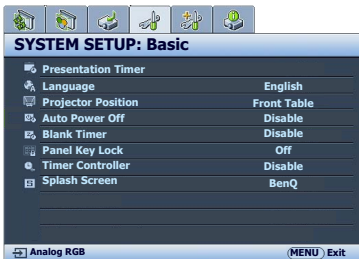 SYSTEM SETUP: Basic
Presentation Timer
Language English
Projector Position Front Table
Auto Power Off Disable
Blank Timer Disable
Panel Key Lock Off
Timer Controller Disable
Splash Screen BenQ
Analog RGB MENU Exit